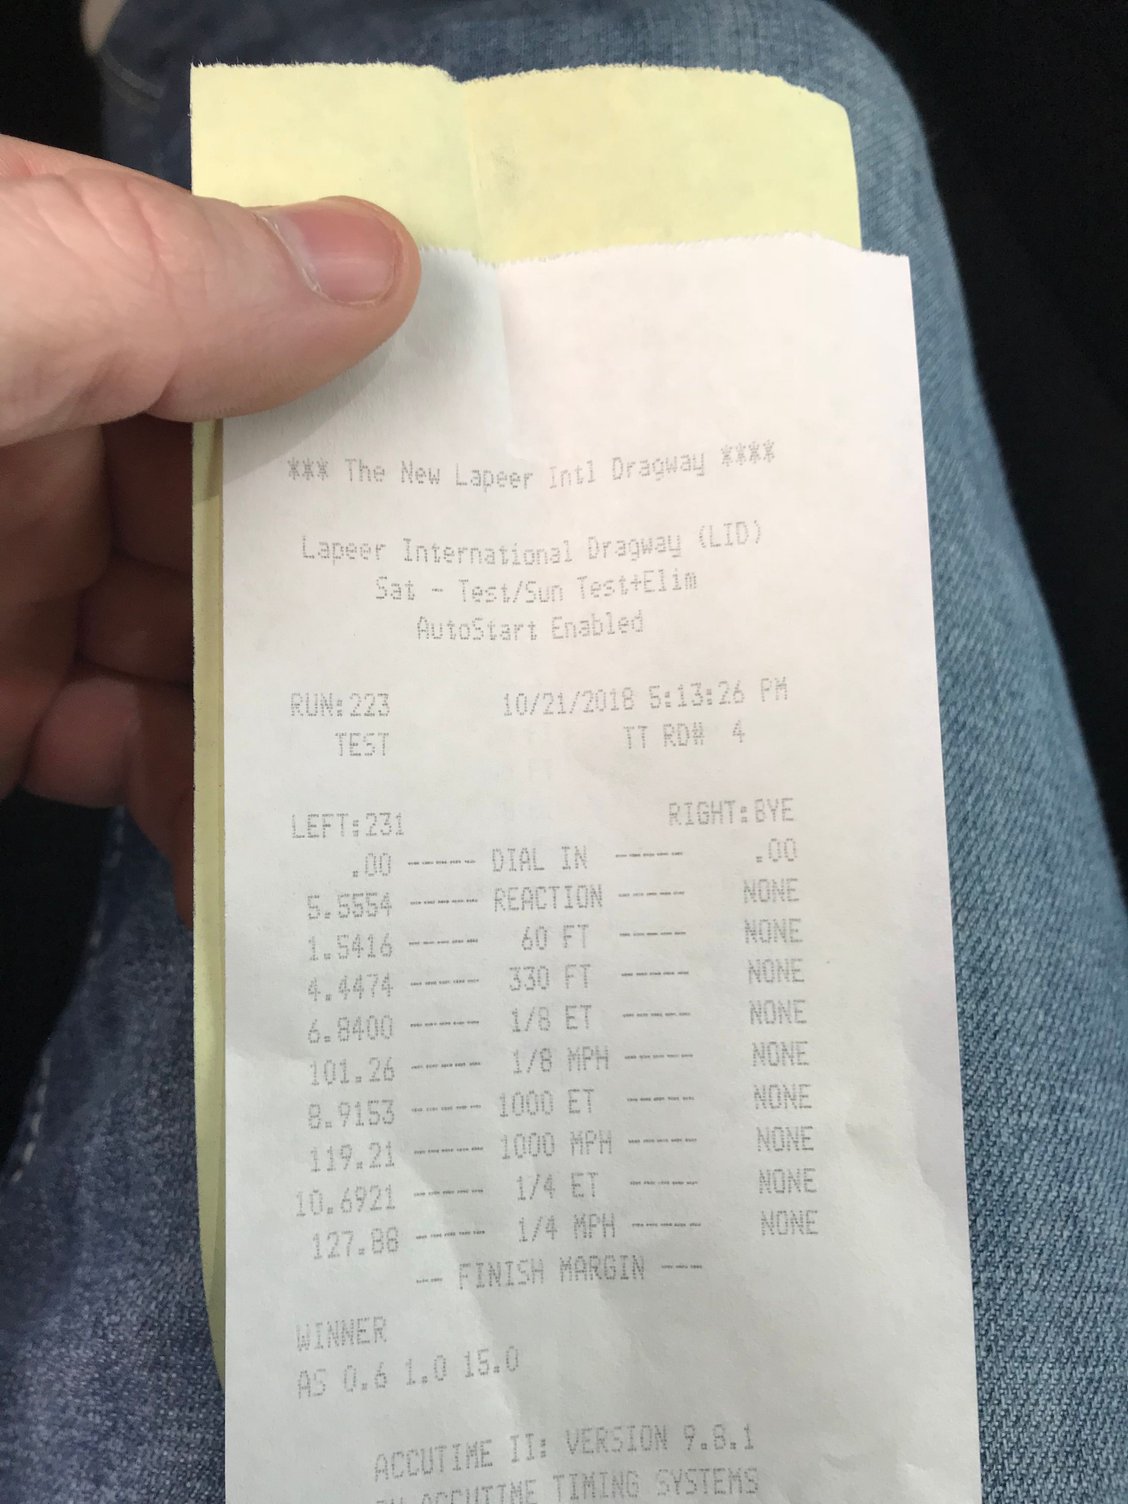 *** The New Lapeer Intl Dragway ****
Lapeer International Dragway (LID)
Sat - Test/Sun Test+Elim
AutoStart Enabled
RUN:223 10/21/2018 5:13:26 PM
TEST TT RD# 4
LEFT:231 RIGHT:BYE
.00 ----- DIAL IN ----- .00
5.5554 ----- REACTION ----- NONE
1.5416 ----- 60 FT ----- NONE
4.4474 ----- 330 FT ----- NONE
6.8400 ----- 1/8 ET ----- NONE
101.26 ----- 1/8 MPH ----- NONE
8.9153 ----- 1000 ET ----- NONE
119.21 ----- 1000 MPH ----- NONE
10.6921 ----- 1/4 ET ----- NONE
127.88 ----- 1/4 MPH ----- NONE
-- FINISH MARGIN ---
WINNER
AS 0.6 1.0 15.0
ACCUTIME II: VERSION 9.8.1
ACCUTIME TIMING SYSTEMS